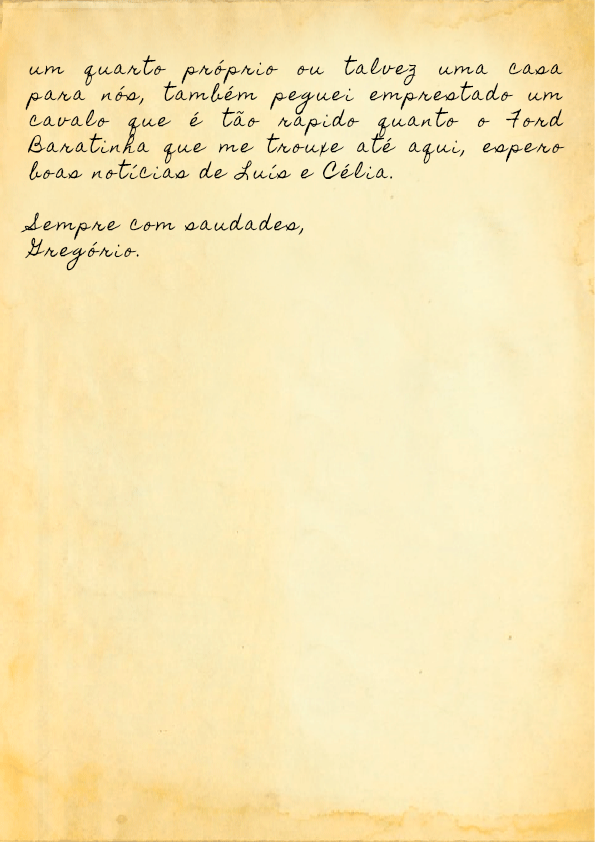 um quarto próprio ou talvez uma casa
para nós, também peguei emprestado um
cavalo que é tão rápido quanto o Ford
Baratinha que me trouxe até aqui, espero
boas notícias de Luís e Célia.
Sempre com saudades,
Gregório.